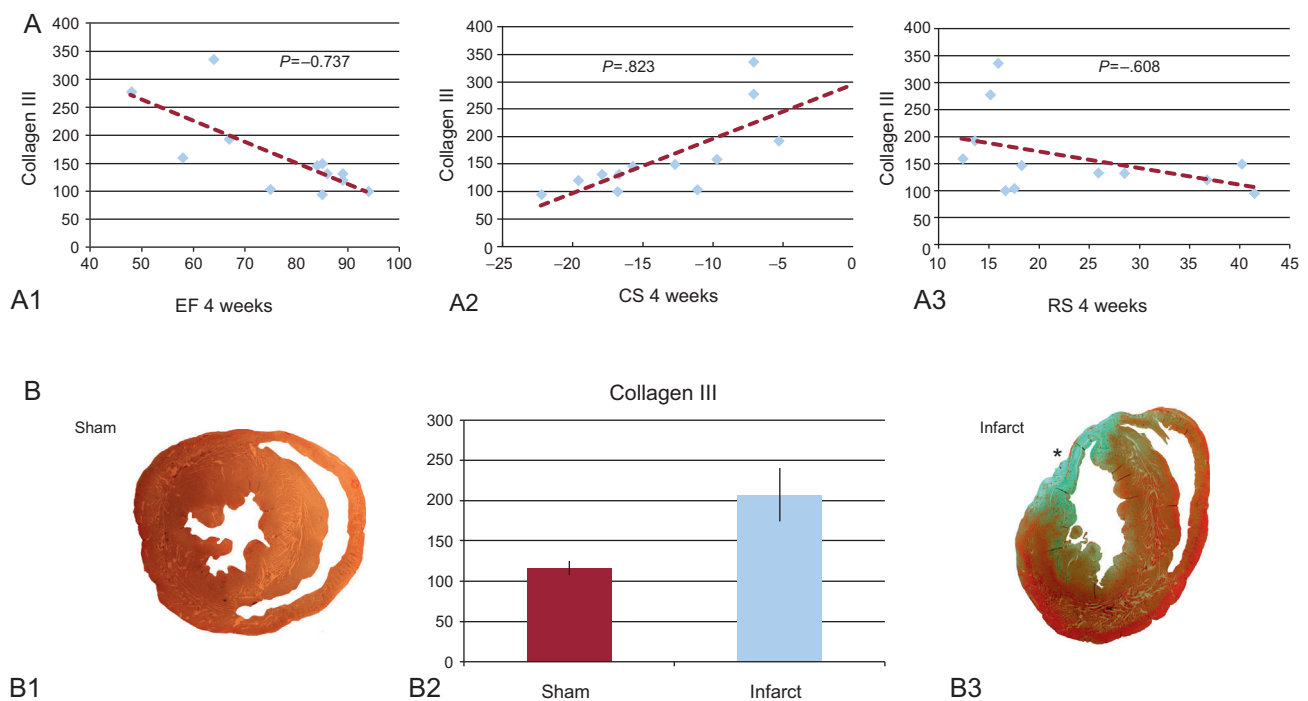 A
400
350
300
250
200
150
100
50
0
Collagen III
P=–0.737
40 50 60 70 80 90 100
EF 4 weeks
A1
400
350
300
250
200
150
100
50
0
Collagen III
P=.823
–25 –20 –15 –10 –5 0
CS 4 weeks
A2
400
350
300
250
200
150
100
50
0
Collagen III
P=–.608
10 15 20 25 30 35 40 45
RS 4 weeks
A3
B
Sham
B1
Collagen III
300
250
200
150
100
50
0
Sham Infarct
B2
Infarct
*
B3